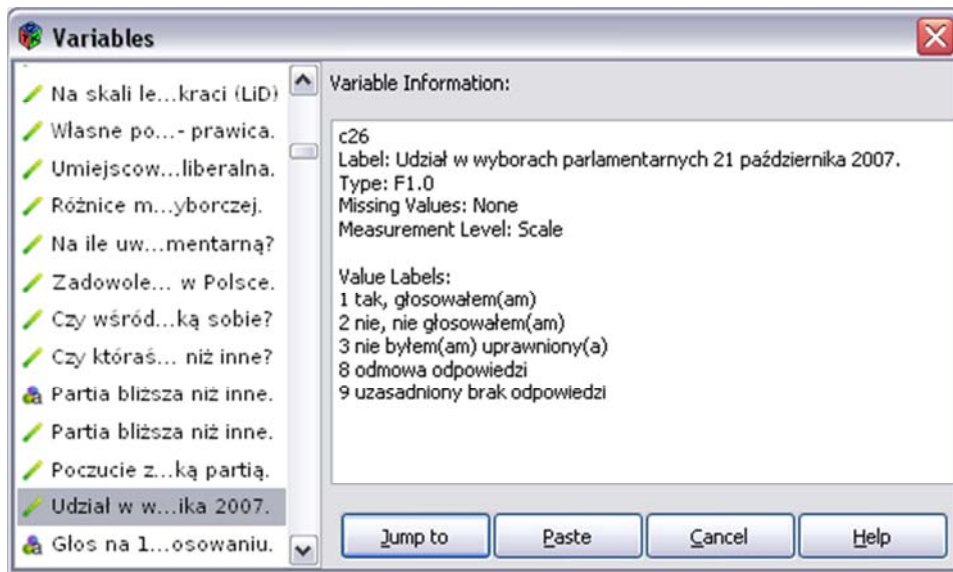 Variables
Na skali le...kraci (LiD)
Własne po...- prawica.
Umiejscow...liberalna.
Różnice m...yborczej.
Na ile uw...mentarną?
Zadowole... w Polsce.
Czy wśród...ką sobie?
Czy któraś... niż inne?
Partia bliższa niż inne.
Partia bliższa niż inne.
Poczucie z...ką partią.
Udział w w...ika 2007.
Głos na 1...osowaniu.
Variable Information:
c26
Label: Udział w wyborach parlamentarnych 21 października 2007.
Type: F1.0
Missing Values: None
Measurement Level: Scale
Value Labels:
1 tak, głosowałem(am)
2 nie, nie głosowałem(am)
3 nie byłem(am) uprawniony(a)
8 odmowa odpowiedzi
9 uzasadniony brak odpowiedzi
Jump to
Paste
Cancel
Help